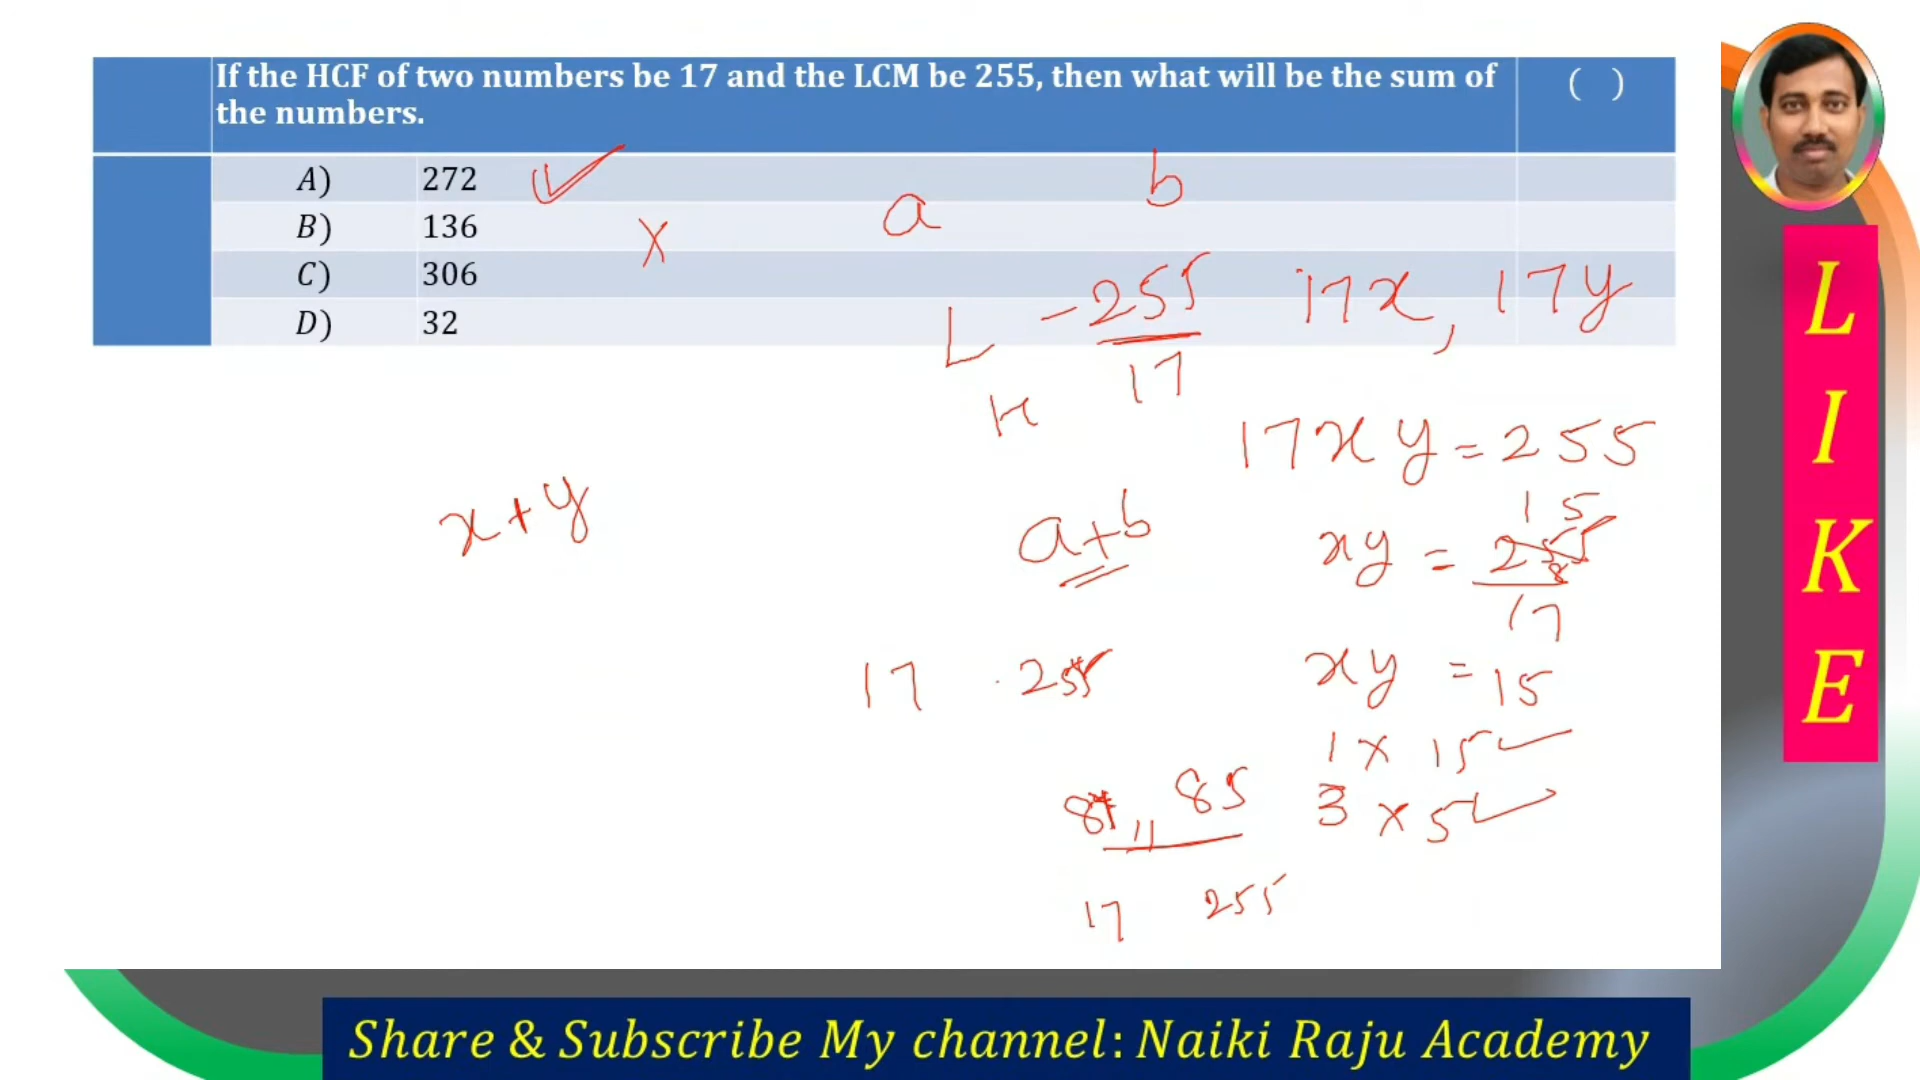 If the HCF of two numbers be 17 and the LCM be 255, then what will be the sum of ( )
the numbers.
A) 272
B) 136
C) 306
D) 32
a b
L - 255 17x, 17y
H 17
17xy = 255
x+y
a+b
15
xy = 255
17
17 255
xy = 15
1 x 15
85
3 x 5
17 255
L
I
K
E
Share & Subscribe My channel: Naiki Raju Academy